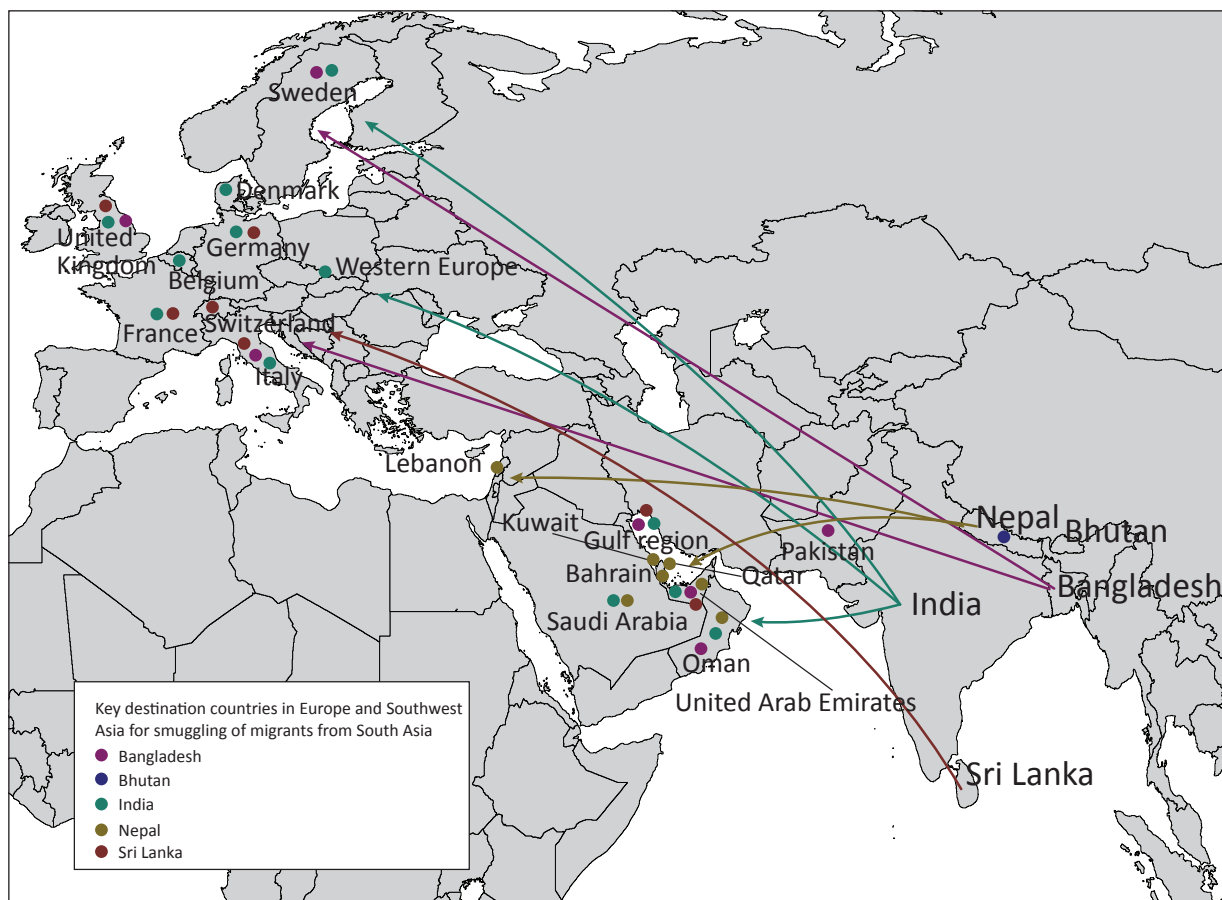 Sweden
Denmark
United
Kingdom
Germany
Belgium
Western Europe
France
Switzerland
Italy
Lebanon
Kuwait
Gulf region
Pakistan
Nepal
Bhutan
Bahrain
Qatar
Bangladesh
India
Saudi Arabia
Oman
United Arab Emirates
Sri Lanka
Key destination countries in Europe and Southwest
Asia for smuggling of migrants from South Asia
Bangladesh
Bhutan
India
Nepal
Sri Lanka